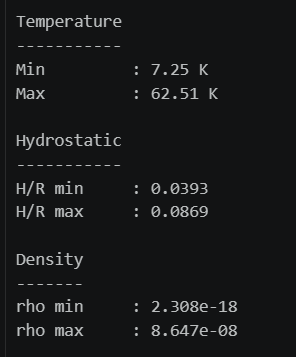 Temperature
-----------
Min          : 7.25 K
Max          : 62.51 K

Hydrostatic
-----------
H/R min      : 0.0393
H/R max      : 0.0869

Density
-------
rho min      : 2.308e-18
rho max      : 8.647e-08